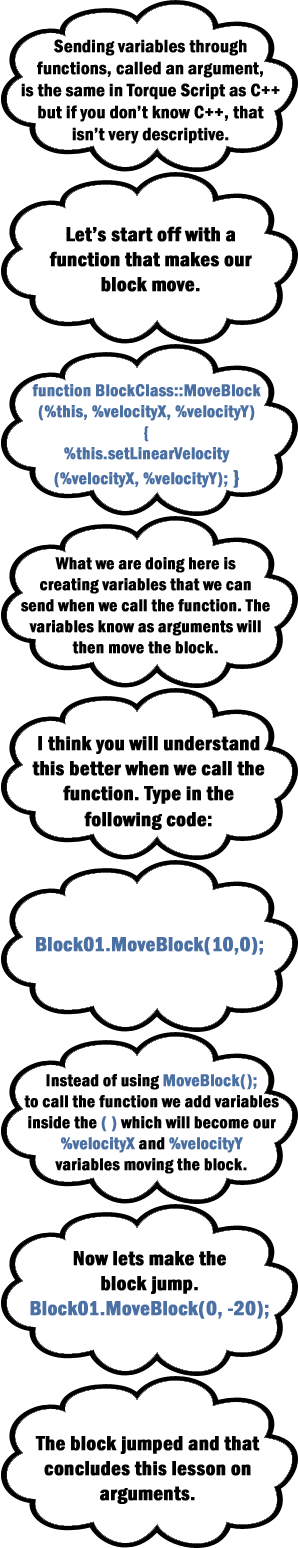 Sending variables through
functions, called an argument,
is the same in Torque Script as C++
but if you don't know C++, that
isn't very descriptive.
Let's start off with a
function that makes our
block move.
function BlockClass::MoveBlock
(%this, %velocityX, %velocityY)
{
%this.setLinearVelocity
(%velocityX, %velocityY); }
What we are doing here is
creating variables that we can
send when we call the function. The
variables know as arguments will
then move the block.
I think you will understand
this better when we call the
function. Type in the
following code:
Block01.MoveBlock(10,0);
Instead of using MoveBlock();
to call the function we add variables
inside the ( ) which will become our
%velocityX and %velocityY
variables moving the block.
Now lets make the
block jump.
Block01.MoveBlock(0, -20);
The block jumped and that
concludes this lesson on
arguments.